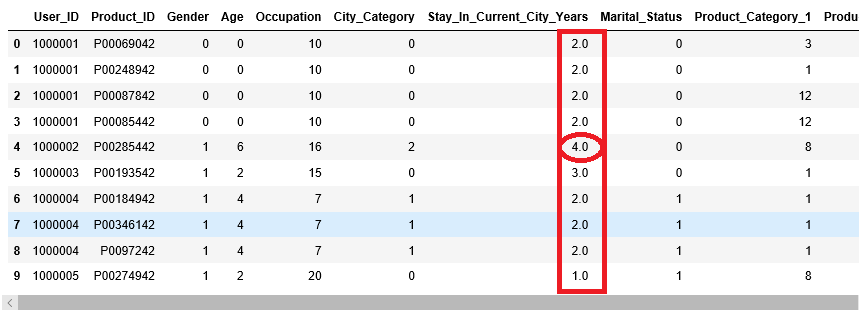 User_ID Product_ID Gender Age Occupation City_Category Stay_In_Current_City_Years Marital_Status Product_Category_1 Produ
0 1000001 P00069042 0 0 10 0 2.0 0 3
1 1000001 P00248942 0 0 10 0 2.0 0 1
2 1000001 P00087842 0 0 10 0 2.0 0 12
3 1000001 P00085442 0 0 10 0 2.0 0 12
4 1000002 P00285442 1 6 16 2 4.0 0 8
5 1000003 P00193542 1 2 15 0 3.0 0 1
6 1000004 P00184942 1 4 7 1 2.0 1 1
7 1000004 P00346142 1 4 7 1 2.0 1 1
8 1000004 P0097242 1 4 7 1 2.0 1 1
9 1000005 P00274942 1 2 20 0 1.0 1 8